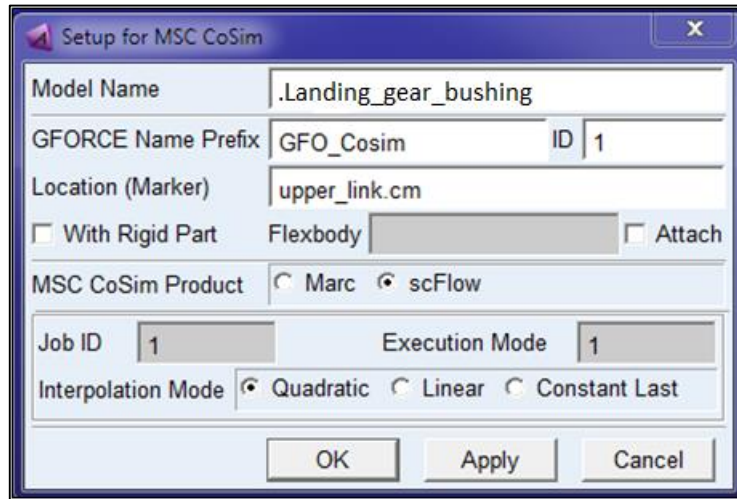 Setup for MSC CoSim
x
Model Name .Landing_gear_bushing
GFORCE Name Prefix GFO_Cosim ID 1
Location (Marker) upper_link.cm
With Rigid Part Flexbody Attach
MSC CoSim Product Marc scFlow
Job ID 1 Execution Mode 1
Interpolation Mode Quadratic Linear Constant Last
OK Apply Cancel